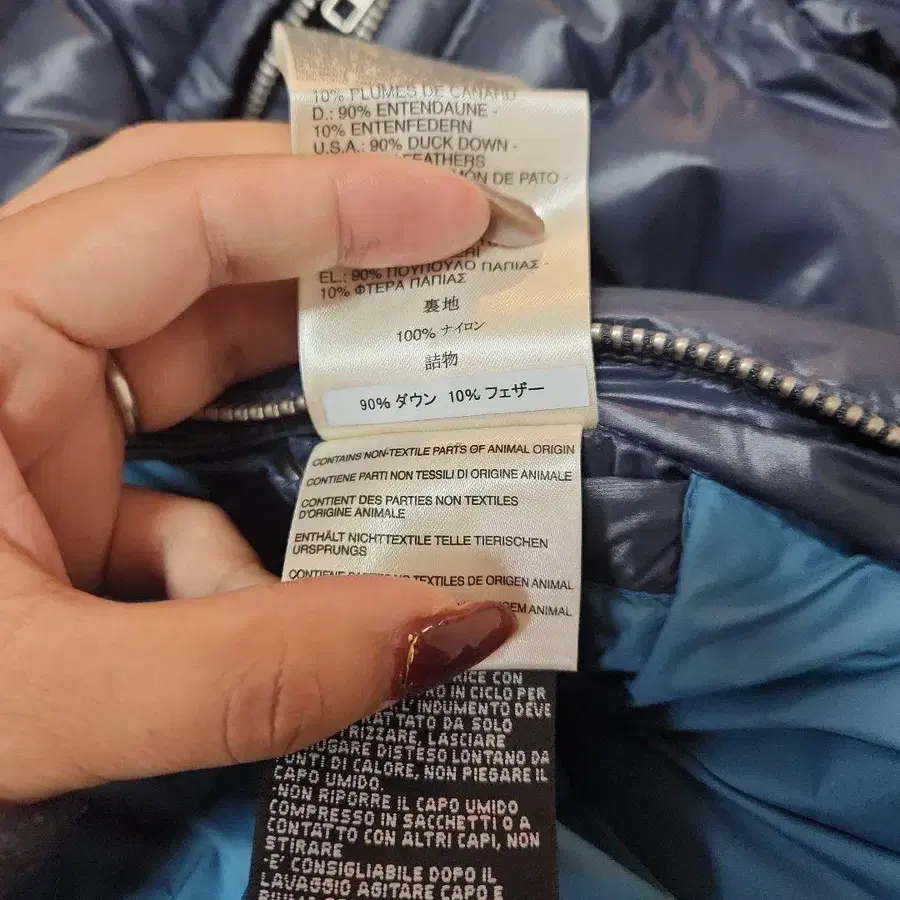 10% PLUMES DE CANARD
D.: 90% ENTENDAUNE -
10% ENTENFEDERN
U.S.A.: 90% DUCK DOWN -
FEATHERS
DE PATO -
EL.: 90% ΠΟΥΠΟΥΛΟ ΠΑΠΙΑΣ -
10% ΦΤΕΡΑ ΠΑΠΙΑΣ
裏地
100% ナイロン
詰物
90% ダウン 10% フェザー
CONTAINS NON-TEXTILE PARTS OF ANIMAL ORIGIN
CONTIENE PARTI NON TESSILI DI ORIGINE ANIMALE
CONTIENT DES PARTIES NON TEXTILES
D'ORIGINE ANIMALE
ENTHÄLT NICHTTEXTILE TELLE TIERISCHEN
URSPRUNGS
CONTIENE NO TEXTILES DE ORIGEN ANIMAL
ANIMAL
CON
IN CICLO PER
L'INDUMENTO DEVE
TRATTATO DA SOLO
LASCIARE
DISTESO LONTANO DA
DI CALORE, NON PIEGARE IL
CAPO UMIDO.
-NON RIPORRE IL CAPO UMIDO
COMPRESSO IN SACCHETTI O A
CONTATTO CON ALTRI CAPI, NON
STIRARE
-E' CONSIGLIABILE DOPO IL
LAVAGGIO AGITARE CAPO E